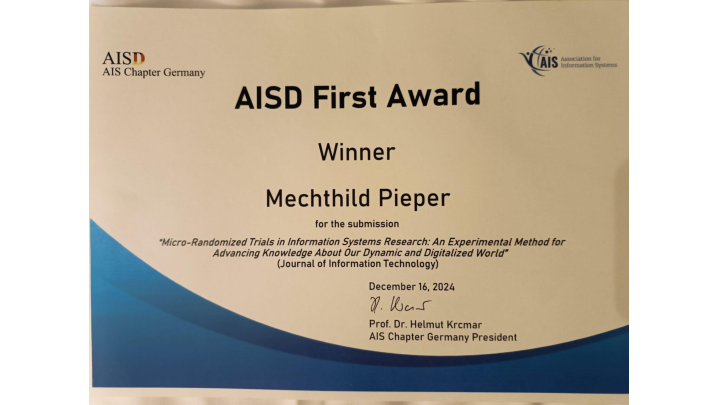 AISD
AIS Chapter Germany
AIS Association for
Information Systems
AISD First Award
Winner
Mechthild Pieper
for the submission
"Micro-Randomized Trials in Information Systems Research: An Experimental Method for
Advancing Knowledge About Our Dynamic and Digitalized World"
(Journal of Information Technology)
December 16, 2024
Prof. Dr. Helmut Krcmar
AIS Chapter Germany President